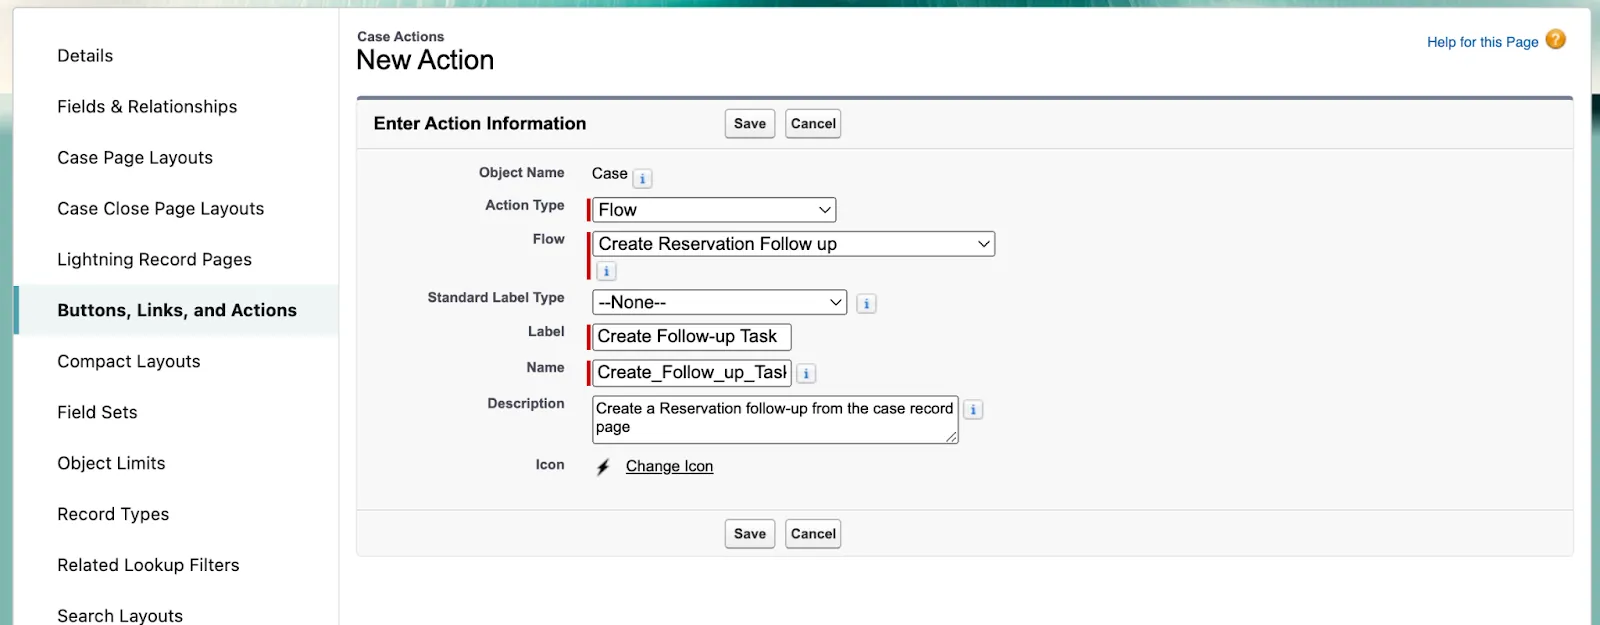 Details
Fields & Relationships
Case Page Layouts
Case Close Page Layouts
Lightning Record Pages
Buttons, Links, and Actions
Compact Layouts
Field Sets
Object Limits
Record Types
Related Lookup Filters
Search Layouts
Case Actions
New Action
Help for this Page ?
Enter Action Information
Save Cancel
Object Name Case i
Action Type Flow
Flow Create Reservation Follow up
i
Standard Label Type --None-- i
Label Create Follow-up Task
Name Create_Follow_up_Task i
Description Create a Reservation follow-up from the case record
page
i
Icon Change Icon
Save Cancel